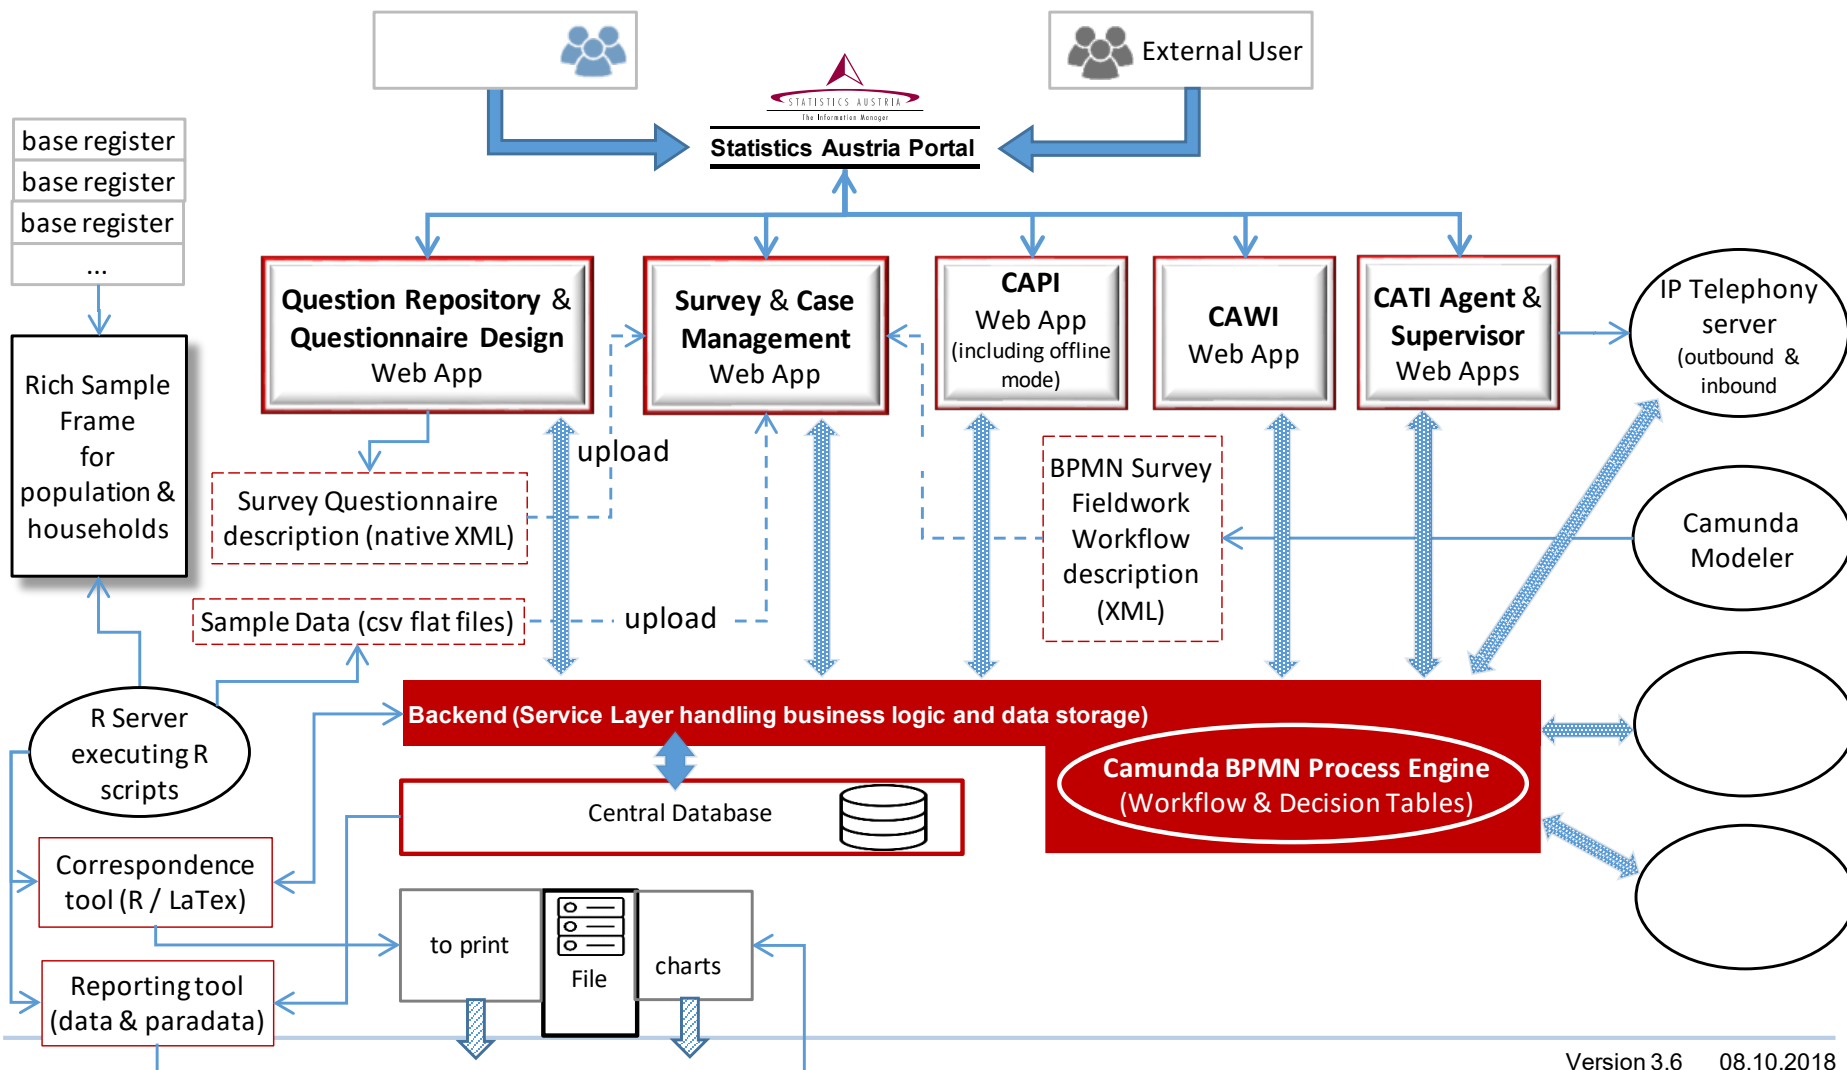 External User
STATISTICS AUSTRIA
The Information Manager
Statistics Austria Portal
base register
base register
base register
...
Rich Sample
Frame
for
population &
households
Question Repository &
Questionnaire Design
Web App
Survey & Case
Management
Web App
CAPI
Web App
(including offline
mode)
CAWI
Web App
CATI Agent &
Supervisor
Web Apps
IP Telephony
server
(outbound &
inbound
upload
Survey Questionnaire
description (native XML)
BPMN Survey
Fieldwork
Workflow
description
(XML)
Camunda
Modeler
Sample Data (csv flat files)
upload
R Server
executing R
scripts
Backend (Service Layer handling business logic and data storage)
Camunda BPMN Process Engine
(Workflow & Decision Tables)
Central Database
Correspondence
tool (R / LaTex)
Reporting tool
(data & paradata)
to print
File
charts
Version 3.6 08.10.2018